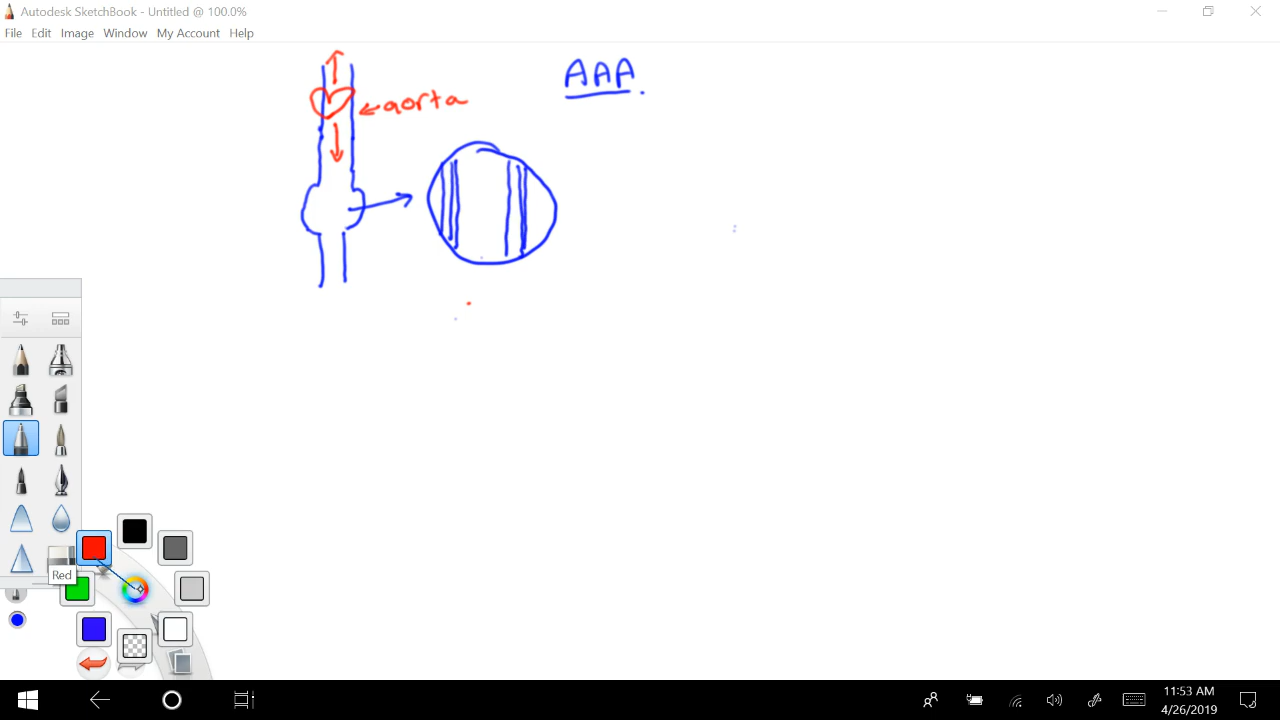 Autodesk SketchBook - Untitled @ 100.0%
File Edit Image Window My Account Help
AAA.
aorta
Red
11:53 AM
4/26/2019